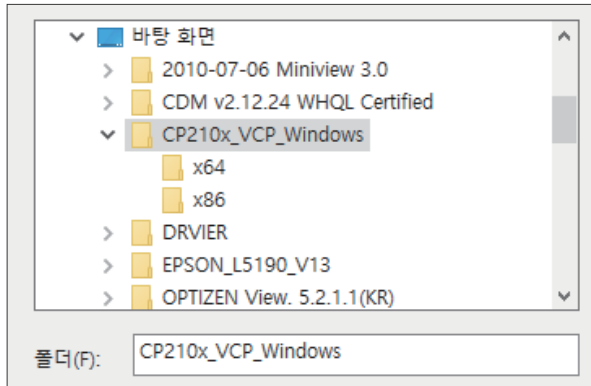 바탕 화면
2010-07-06 Miniview 3.0
CDM v2.12.24 WHQL Certified
CP210x_VCP_Windows
x64
x86
DRVIER
EPSON_L5190_V13
OPTIZEN View. 5.2.1.1(KR)
폴더(F): CP210x_VCP_Windows